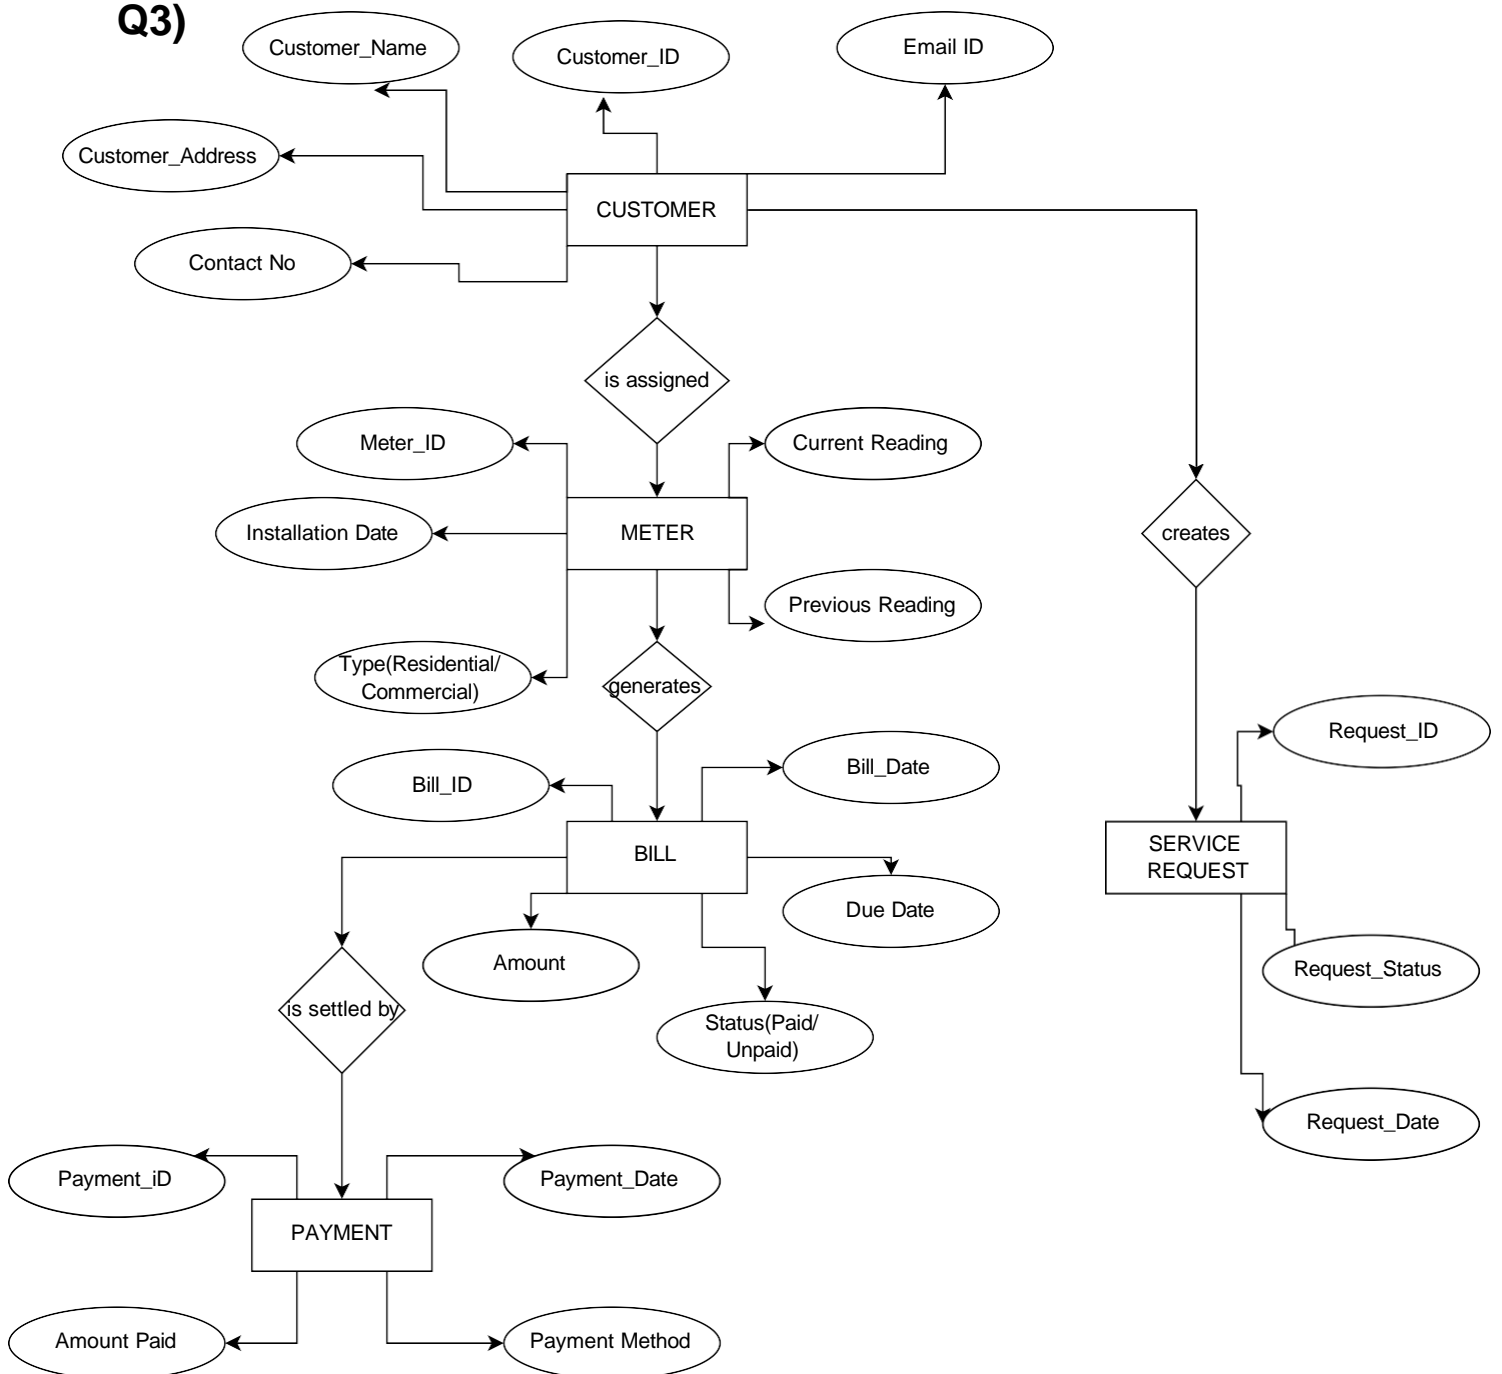 Q3)
Customer_Name
Customer_ID
Email ID
Customer_Address
CUSTOMER
Contact No
is assigned
Meter_ID
Current Reading
Installation Date
METER
creates
Previous Reading
Type(Residential/
Commercial)
generates
Request_ID
Bill_ID
Bill_Date
BILL
SERVICE
REQUEST
Due Date
Amount
Request_Status
is settled by
Status(Paid/
Unpaid)
Request_Date
Payment_iD
Payment_Date
PAYMENT
Amount Paid
Payment Method